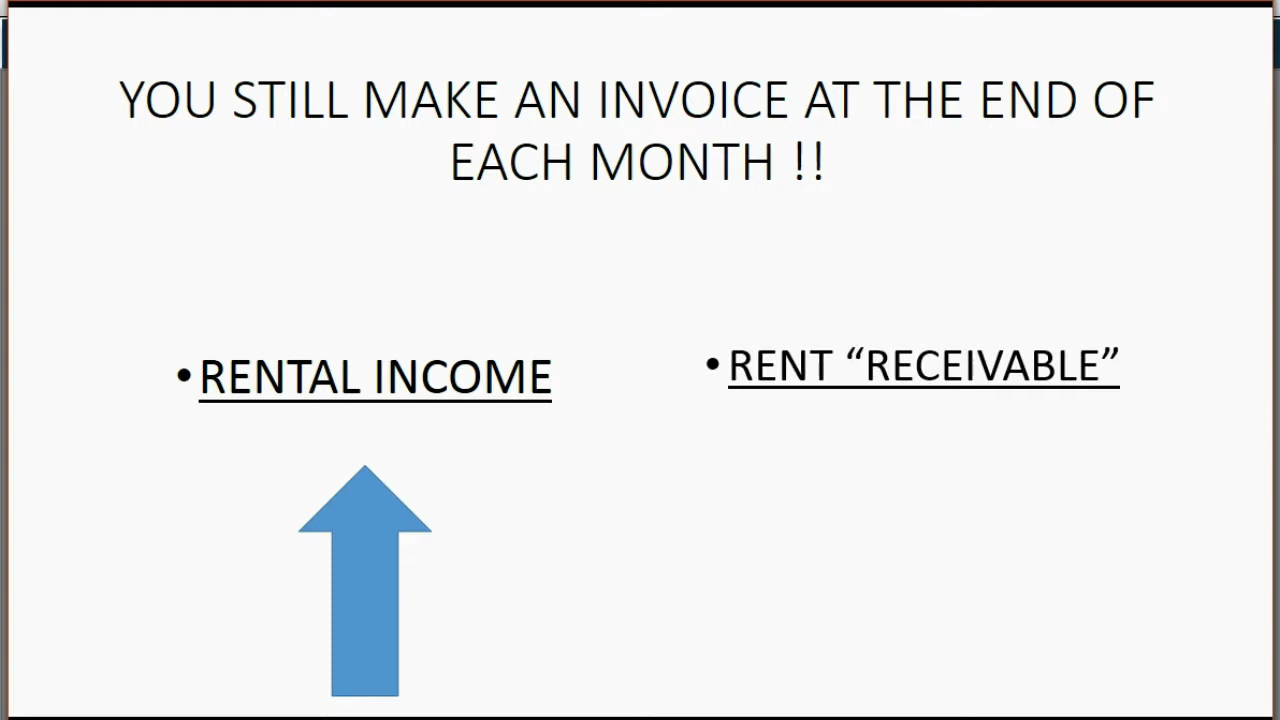 YOU STILL MAKE AN INVOICE AT THE END OF
EACH MONTH !!
•RENTAL INCOME
•RENT “RECEIVABLE”